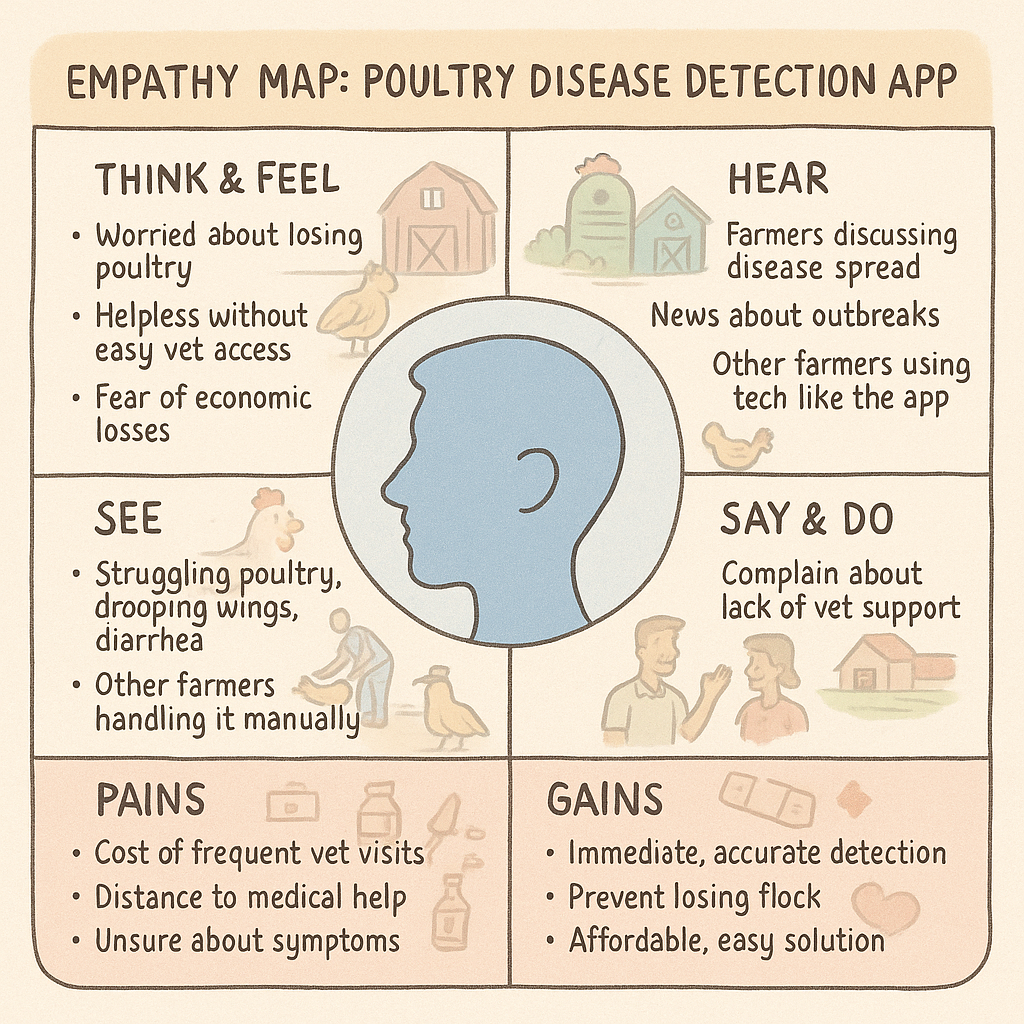 EMPATHY MAP: POULTRY DISEASE DETECTION APP
THINK & FEEL
• Worried about losing
poultry
• Helpless without
easy vet access
• Fear of economic
losses
HEAR
Farmers discussing
disease spread
News about outbreaks
Other farmers using
tech like the app
SEE
• Struggling poultry,
drooping wings,
diarrhea
• Other farmers
handling it manually
SAY & DO
Complain about
lack of vet support
PAINS
• Cost of frequent vet visits
• Distance to medical help
• Unsure about symptoms
GAINS
• Immediate, accurate detection
• Prevent losing flock
• Affordable, easy solution